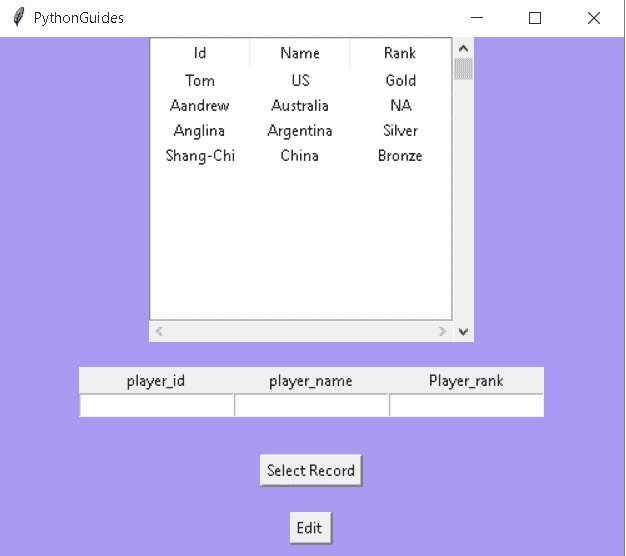 PythonGuides
Id Name Rank
Tom US Gold
Aandrew Australia NA
Anglina Argentina Silver
Shang-Chi China Bronze
player_id player_name Player_rank
Select Record
Edit